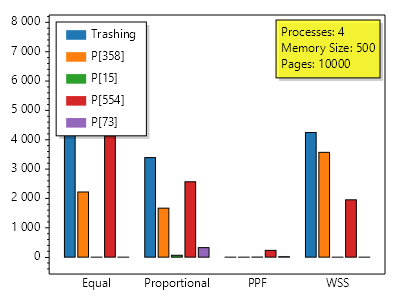 8 000
7 000
6 000
5 000
4 000
3 000
2 000
1 000
0
Trashing
P[358]
P[15]
P[554]
P[73]
Processes: 4
Memory Size: 500
Pages: 10000
Equal Proportional PPF WSS